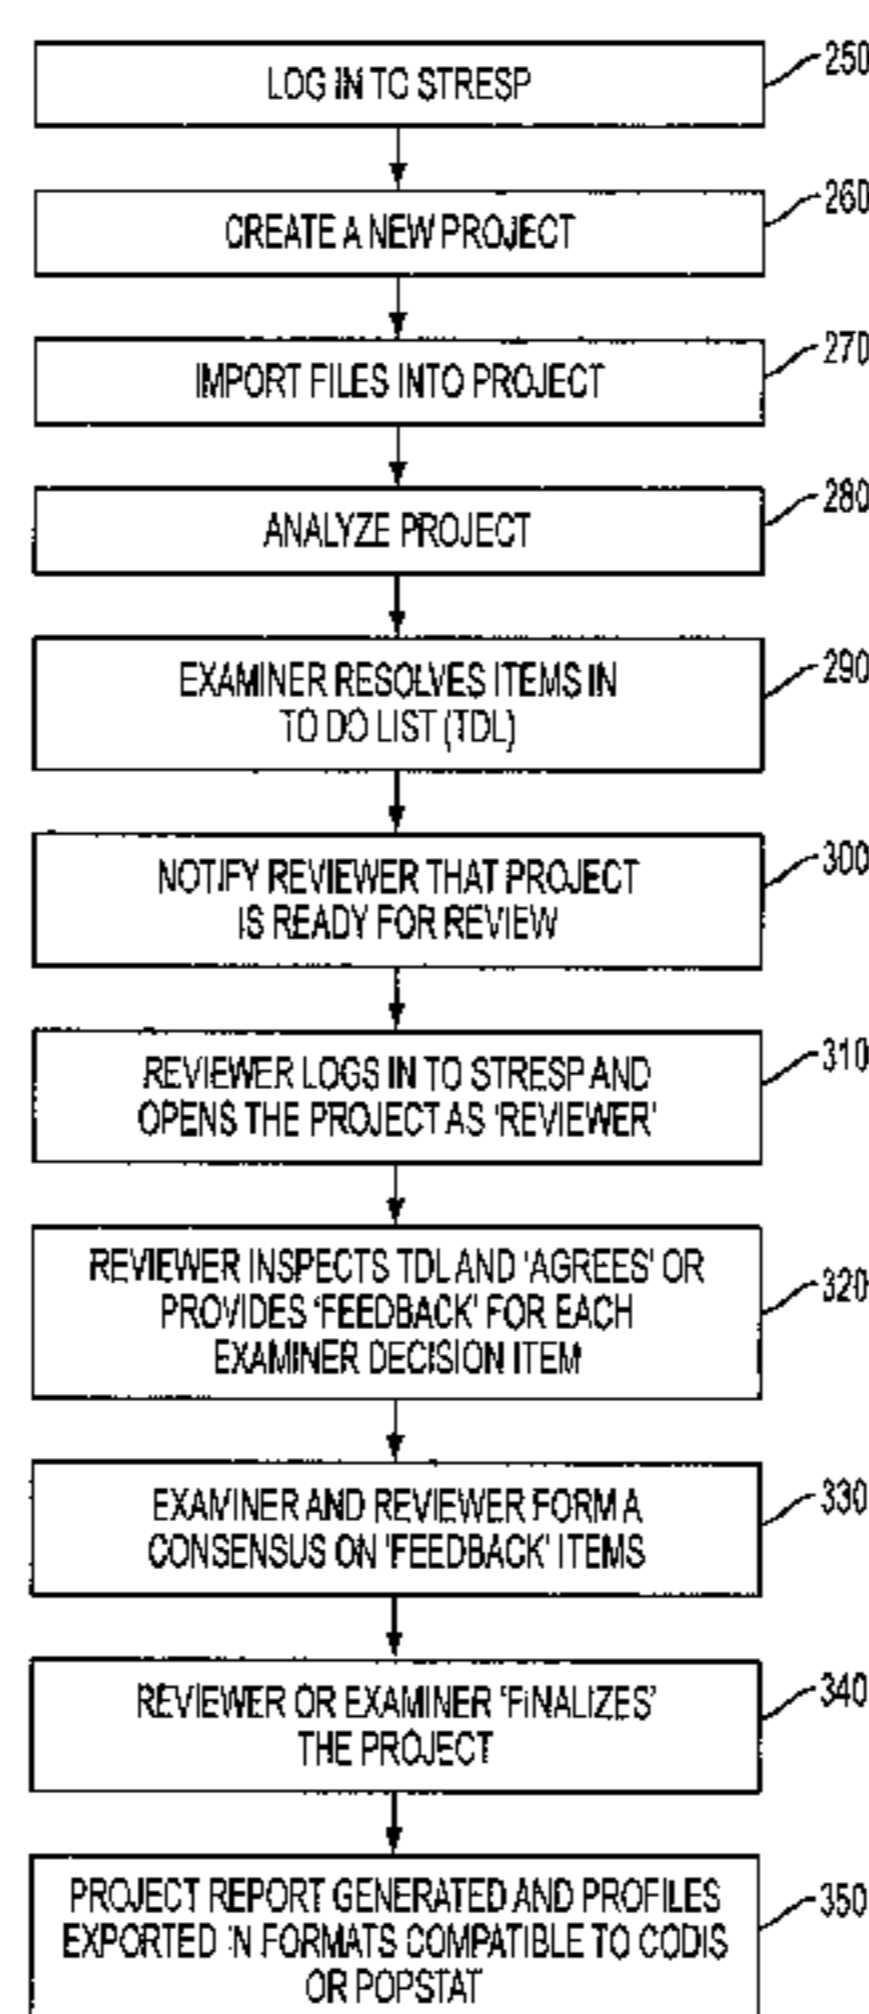 LOG IN TO STRESP
250
CREATE A NEW PROJECT
260
IMPORT FILES INTO PROJECT
270
ANALYZE PROJECT
280
EXAMINER RESOLVES ITEMS IN
TO DO LIST (TDL)
290
NOTIFY REVIEWER THAT PROJECT
IS READY FOR REVIEW
300
REVIEWER LOGS IN TO STRESP AND
OPENS THE PROJECT AS 'REVIEWER'
310
REVIEWER INSPECTS TDL AND 'AGREES' OR
PROVIDES 'FEEDBACK' FOR EACH
EXAMINER DECISION ITEM
320
EXAMINER AND REVIEWER FORM A
CONSENSUS ON 'FEEDBACK' ITEMS
330
REVIEWER OR EXAMINER 'FINALIZES'
THE PROJECT
340
PROJECT REPORT GENERATED AND PROFILES
EXPORTED IN FORMATS COMPATIBLE TO CODIS
OR POPSTAT
350